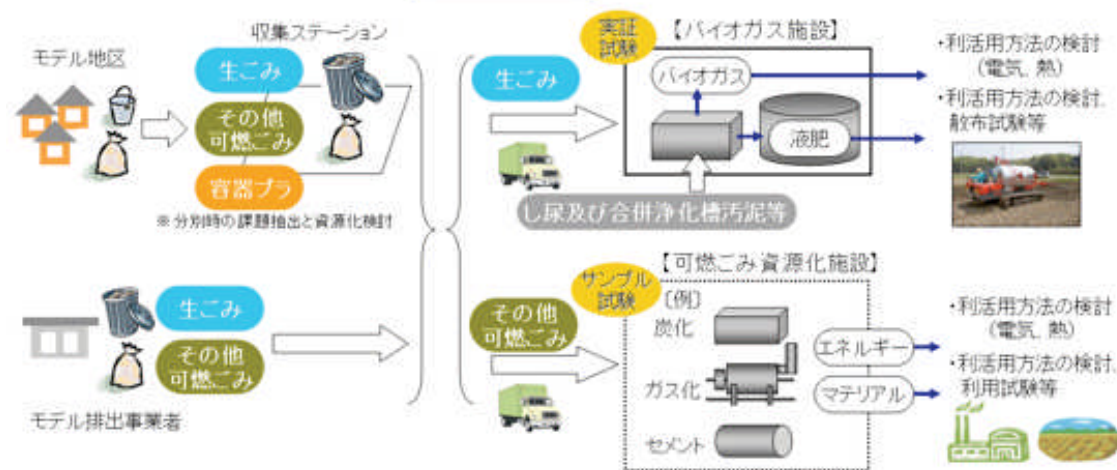 収集ステーション
モデル地区
生ごみ
その他
可燃ごみ
容器プラ
※分別時の課題抽出と資源化検討
生ごみ
その他
可燃ごみ
モデル排出事業者
生ごみ
実証
試験
【バイオガス施設】
バイオガス
液肥
し尿及び合併浄化槽汚泥等
・利活用方法の検討
(電気、熱)
・利活用方法の検討、
散布試験等
その他
可燃ごみ
サンプル
試験
【可燃ごみ資源化施設】
〔例〕
炭化
ガス化
セメント
エネルギー
マテリアル
・利活用方法の検討
(電気、熱)
・利活用方法の検討、
利用試験等